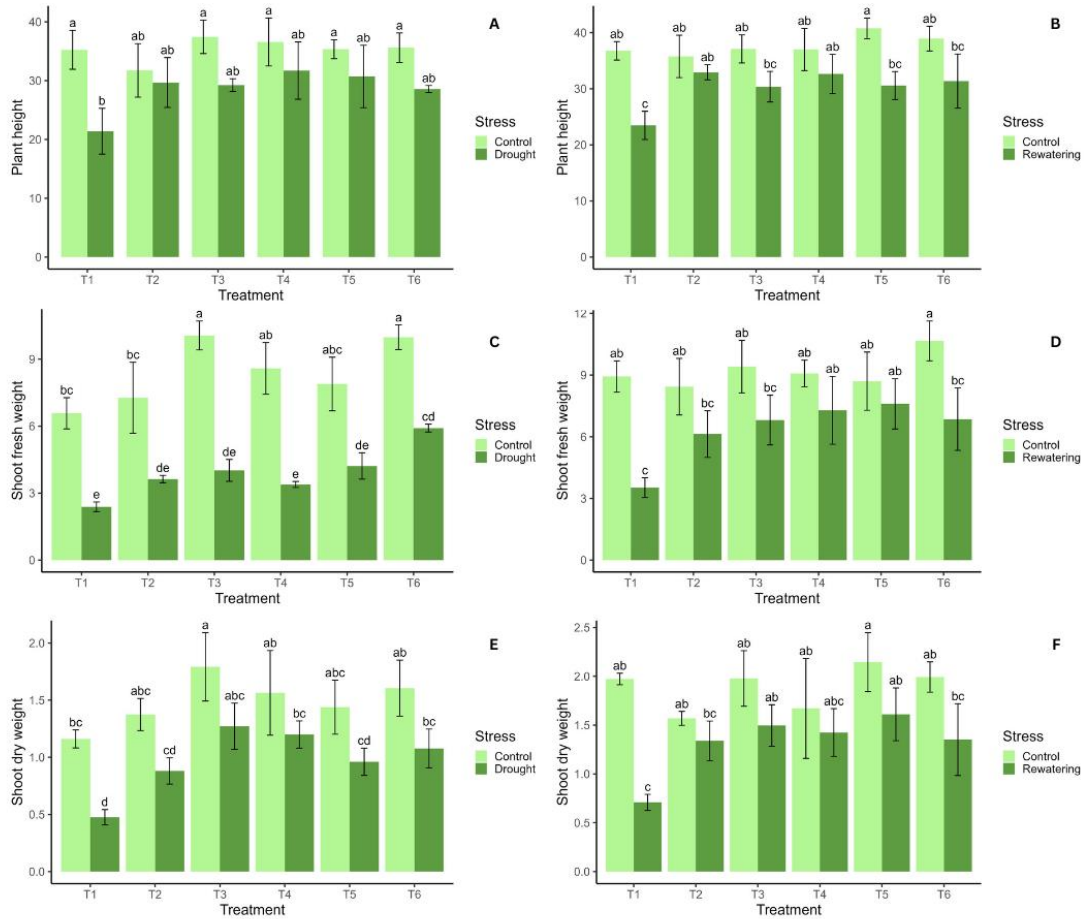 A
Plant height
40
30
20
10
0
a
a
b
ab
ab
a
ab
a
ab
a
ab
a
ab
T1
T2
T3
T4
T5
T6
Treatment
Stress
Control
Drought
B
Plant height
40
30
20
10
0
ab
c
ab
ab
ab
bc
ab
ab
a
bc
ab
bc
T1
T2
T3
T4
T5
T6
Treatment
Stress
Control
Rewatering
C
Shoot fresh weight
9
6
3
0
bc
e
bc
de
a
de
ab
e
abc
de
a
cd
T1
T2
T3
T4
T5
T6
Treatment
Stress
Control
Drought
D
Shoot fresh weight
12
9
6
3
0
ab
c
ab
bc
ab
bc
ab
ab
ab
ab
a
bc
T1
T2
T3
T4
T5
T6
Treatment
Stress
Control
Rewatering
E
Shoot dry weight
2.0
1.5
1.0
0.5
0.0
bc
d
abc
cd
a
abc
ab
bc
abc
cd
ab
bc
T1
T2
T3
T4
T5
T6
Treatment
Stress
Control
Drought
F
Shoot dry weight
2.5
2.0
1.5
1.0
0.5
0.0
ab
c
ab
bc
ab
bc
ab
abc
a
ab
ab
bc
T1
T2
T3
T4
T5
T6
Treatment
Stress
Control
Rewatering